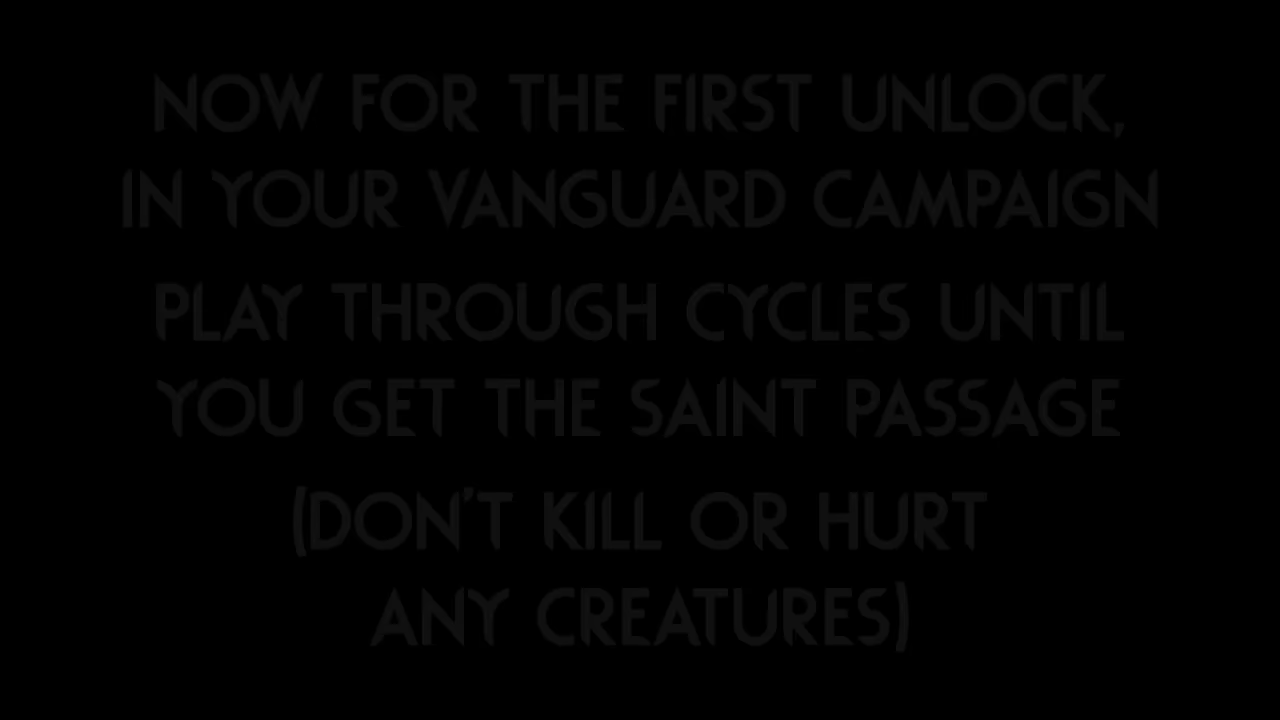 NOW FOR THE FIRST UNLOCK,
IN YOUR VANGUARD CAMPAIGN
PLAY THROUGH CYCLES UNTIL
YOU GET THE SAINT PASSAGE
(DON'T KILL OR HURT
ANY CREATURES)